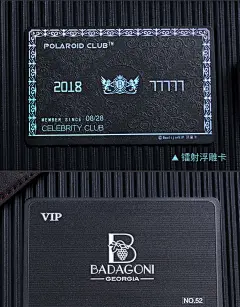 POLAROID CLUB™
2018 77777
MEMBER SINCE 08/28
CELEBRITY CLUB
▲镭射浮雕卡
VIP
BADAGONI
GEORGIA
NO.52